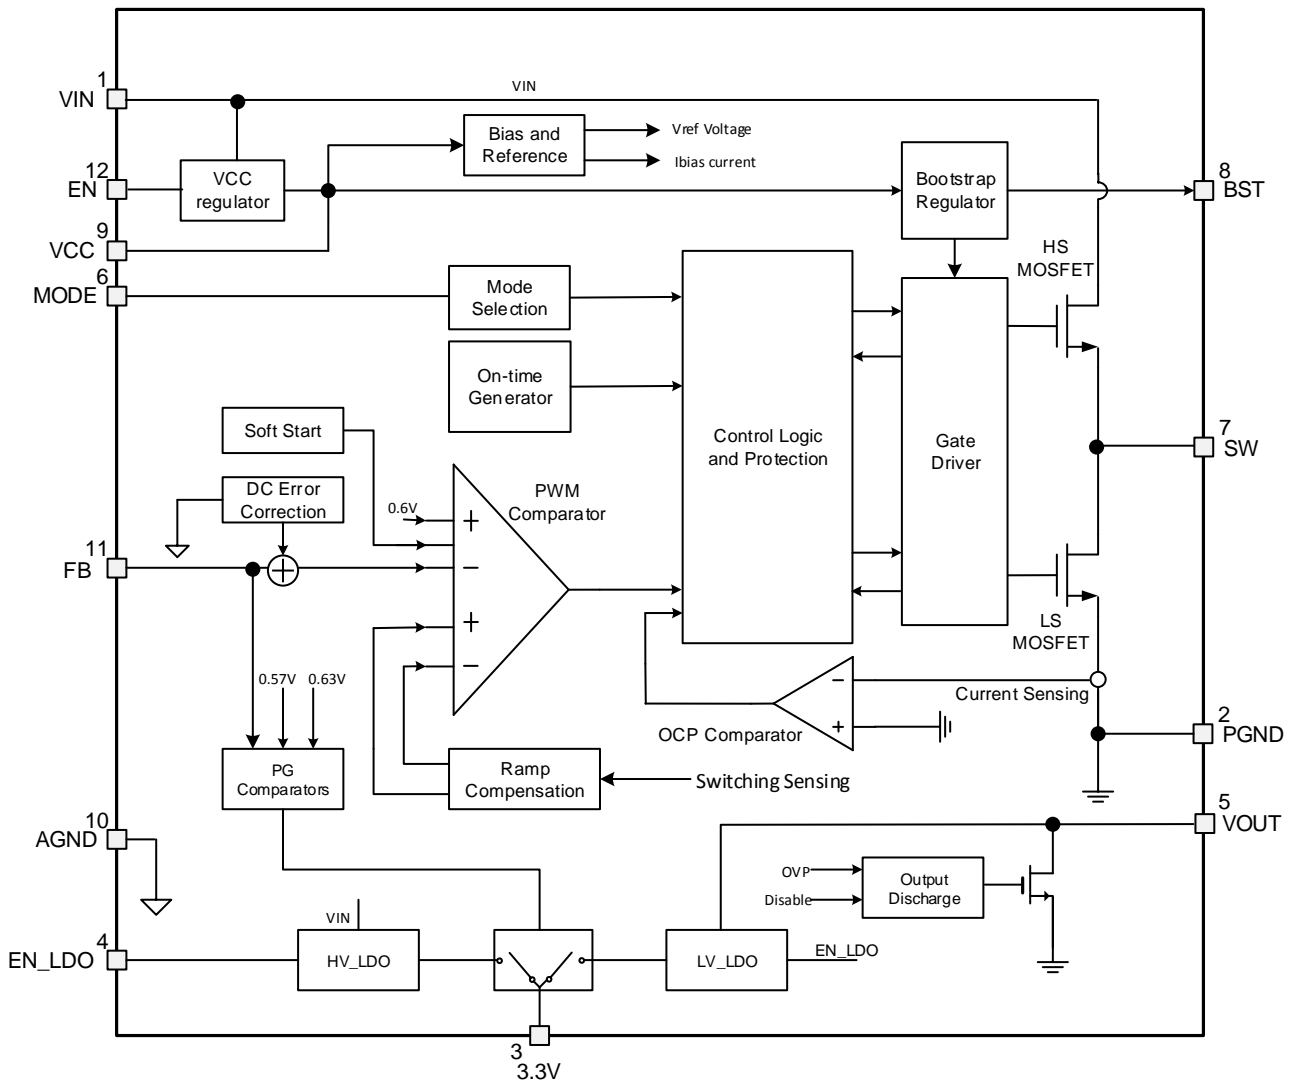 1
VIN
VIN
Bias and
Reference
Vref Voltage
Ibias current
12
EN
VCC
regulator
Bootstrap
Regulator
8
BST
9
VCC
6
MODE
Mode
Selection
HS
MOSFET
On-time
Generator
Soft Start
Control Logic
and Protection
Gate
Driver
7
SW
DC Error
Correction
0.6V
+
PWM
Comparator
11
FB
+
−
+
−
LS
MOSFET
0.57V 0.63V
−
Current Sensing
+
OCP Comparator
2
PGND
PG
Comparators
Ramp
Compensation
Switching Sensing
5
VOUT
10
AGND
OVP
Disable
Output
Discharge
VIN
4
EN_LDO
HV_LDO
LV_LDO
EN_LDO
3
3.3V